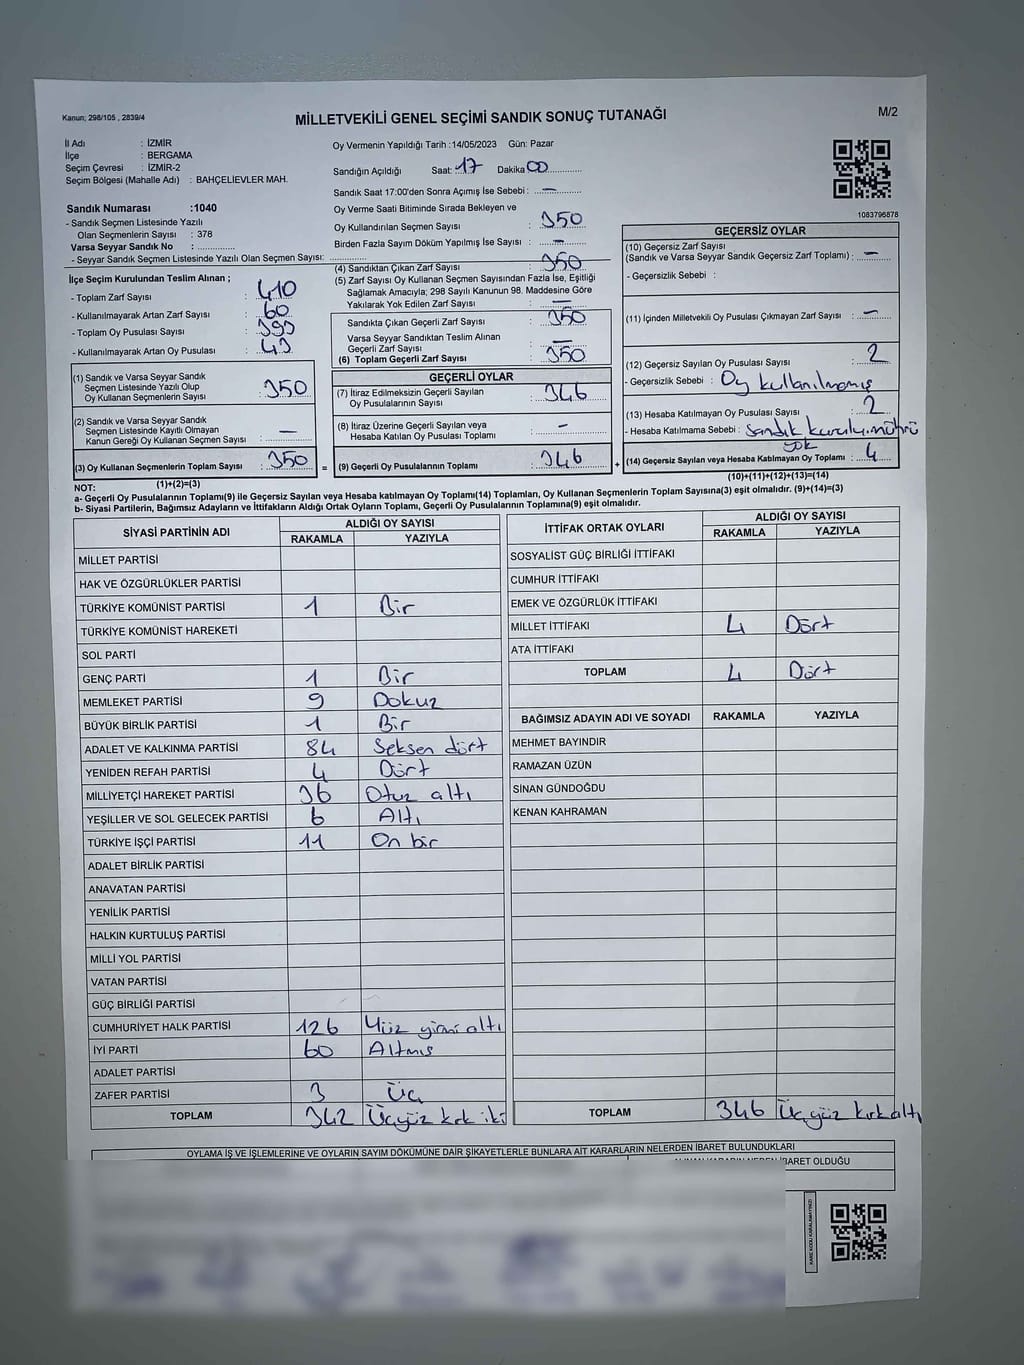 Kanun; 298/105 , 2839/4
MİLLETVEKİLİ GENEL SEÇİMİ SANDIK SONUÇ TUTANAĞI
M/2
İl Adı : İZMİR
İlçe : BERGAMA
Seçim Çevresi : İZMİR-2
Seçim Bölgesi (Mahalle Adı) : BAHÇELİEVLER MAH.
Sandık Numarası :1040
- Sandık Seçmen Listesinde Yazılı
Olan Seçmenlerin Sayısı : 378
Varsa Seyyar Sandık No : ............
- Seyyar Sandık Seçmen Listesinde Yazılı Olan Seçmen Sayısı: ............
Oy Vermenin Yapıldığı Tarih :14/05/2023 Gün: Pazar
Sandığın Açıldığı Saat: 17 Dakika 00
Sandık Saat 17:00'den Sonra Açımış İse Sebebi : —
Oy Verme Saati Bitiminde Sırada Bekleyen ve
Oy Kullandırılan Seçmen Sayısı : 350
Birden Fazla Sayım Döküm Yapılmış İse Sayısı : —
1083796878
İlçe Seçim Kurulundan Teslim Alınan ;
- Toplam Zarf Sayısı : 410
- Kullanılmayarak Artan Zarf Sayısı : 60
- Toplam Oy Pusulası Sayısı : 393
- Kullanılmayarak Artan Oy Pusulası : 43
(1) Sandık ve Varsa Seyyar Sandık
Seçmen Listesinde Yazılı Olup
Oy Kullanan Seçmenlerin Sayısı : 350
(2) Sandık ve Varsa Seyyar Sandık
Seçmen Listesinde Kayıtlı Olmayan
Kanun Gereği Oy Kullanan Seçmen Sayısı : —
(3) Oy Kullanan Seçmenlerin Toplam Sayısı : 350
(1)+(2)=(3)
(4) Sandıktan Çıkan Zarf Sayısı : 350
(5) Zarf Sayısı Oy Kullanan Seçmen Sayısından Fazla İse, Eşitliği
Sağlamak Amacıyla; 298 Sayılı Kanunun 98. Maddesine Göre
Yakılarak Yok Edilen Zarf Sayısı : —
Sandıkta Çıkan Geçerli Zarf Sayısı : 350
Varsa Seyyar Sandıktan Teslim Alınan
Geçerli Zarf Sayısı : —
(6) Toplam Geçerli Zarf Sayısı : 350
GEÇERLİ OYLAR
(7) İtiraz Edilmeksizin Geçerli Sayılan
Oy Pusulalarının Sayısı : 346
(8) İtiraz Üzerine Geçerli Sayılan veya
Hesaba Katılan Oy Pusulası Toplamı : —
= (9) Geçerli Oy Pusulalarının Toplamı : 346 +
GEÇERSİZ OYLAR
(10) Geçersiz Zarf Sayısı
(Sandık ve Varsa Seyyar Sandık Geçersiz Zarf Toplamı) : —
- Geçersizlik Sebebi :
(11) İçinden Milletvekili Oy Pusulası Çıkmayan Zarf Sayısı : —
(12) Geçersiz Sayılan Oy Pusulası Sayısı : 2
- Geçersizlik Sebebi : Oy kullanılmamış
(13) Hesaba Katılmayan Oy Pusulası Sayısı : 2
- Hesaba Katılmama Sebebi : Sandık kurulu mührü
yok
(14) Geçersiz Sayılan veya Hesaba Katılmayan Oy Toplamı : 4
(10)+(11)+(12)+(13)=(14)
NOT:
a- Geçerli Oy Pusulalarının Toplamı(9) ile Geçersiz Sayılan veya Hesaba katılmayan Oy Toplamı(14) Toplamları, Oy Kullanan Seçmenlerin Toplam Sayısına(3) eşit olmalıdır. (9)+(14)=(3)
b- Siyasi Partilerin, Bağımsız Adayların ve İttifakların Aldığı Ortak Oyların Toplamı, Geçerli Oy Pusulalarının Toplamına(9) eşit olmalıdır.
SİYASİ PARTİNİN ADI ALDIĞI OY SAYISI
RAKAMLA YAZIYLA
MİLLET PARTİSİ
HAK VE ÖZGÜRLÜKLER PARTİSİ
TÜRKİYE KOMÜNİST PARTİSİ 1 Bir
TÜRKİYE KOMÜNİST HAREKETİ
SOL PARTİ
GENÇ PARTİ 1 Bir
MEMLEKET PARTİSİ 9 Dokuz
BÜYÜK BİRLİK PARTİSİ 1 Bir
ADALET VE KALKINMA PARTİSİ 84 Seksen dört
YENİDEN REFAH PARTİSİ 4 Dört
MİLLİYETÇİ HAREKET PARTİSİ 36 Otuz altı
YEŞİLLER VE SOL GELECEK PARTİSİ 6 Altı
TÜRKİYE İŞÇİ PARTİSİ 11 On bir
ADALET BİRLİK PARTİSİ
ANAVATAN PARTİSİ
YENİLİK PARTİSİ
HALKIN KURTULUŞ PARTİSİ
MİLLİ YOL PARTİSİ
VATAN PARTİSİ
GÜÇ BİRLİĞİ PARTİSİ
CUMHURİYET HALK PARTİSİ 126 Yüz yirmi altı
İYİ PARTİ 60 Altmış
ADALET PARTİSİ
ZAFER PARTİSİ 3 Üç
TOPLAM 342 Üçyüz kırk iki
İTTİFAK ORTAK OYLARI ALDIĞI OY SAYISI
RAKAMLA YAZIYLA
SOSYALİST GÜÇ BİRLİĞİ İTTİFAKI
CUMHUR İTTİFAKI
EMEK VE ÖZGÜRLÜK İTTİFAKI
MİLLET İTTİFAKI 4 Dört
ATA İTTİFAKI
TOPLAM 4 Dört
BAĞIMSIZ ADAYIN ADI VE SOYADI RAKAMLA YAZIYLA
MEHMET BAYINDIR
RAMAZAN ÜZÜN
SİNAN GÜNDOĞDU
KENAN KAHRAMAN
TOPLAM 346 Üçyüz kırk altı
OYLAMA İŞ VE İŞLEMLERİNE VE OYLARIN SAYIM DÖKÜMÜNE DAİR ŞİKAYETLERLE BUNLARA AİT KARARLARIN NELERDEN İBARET BULUNDUKLARI
İBARET OLDUĞU